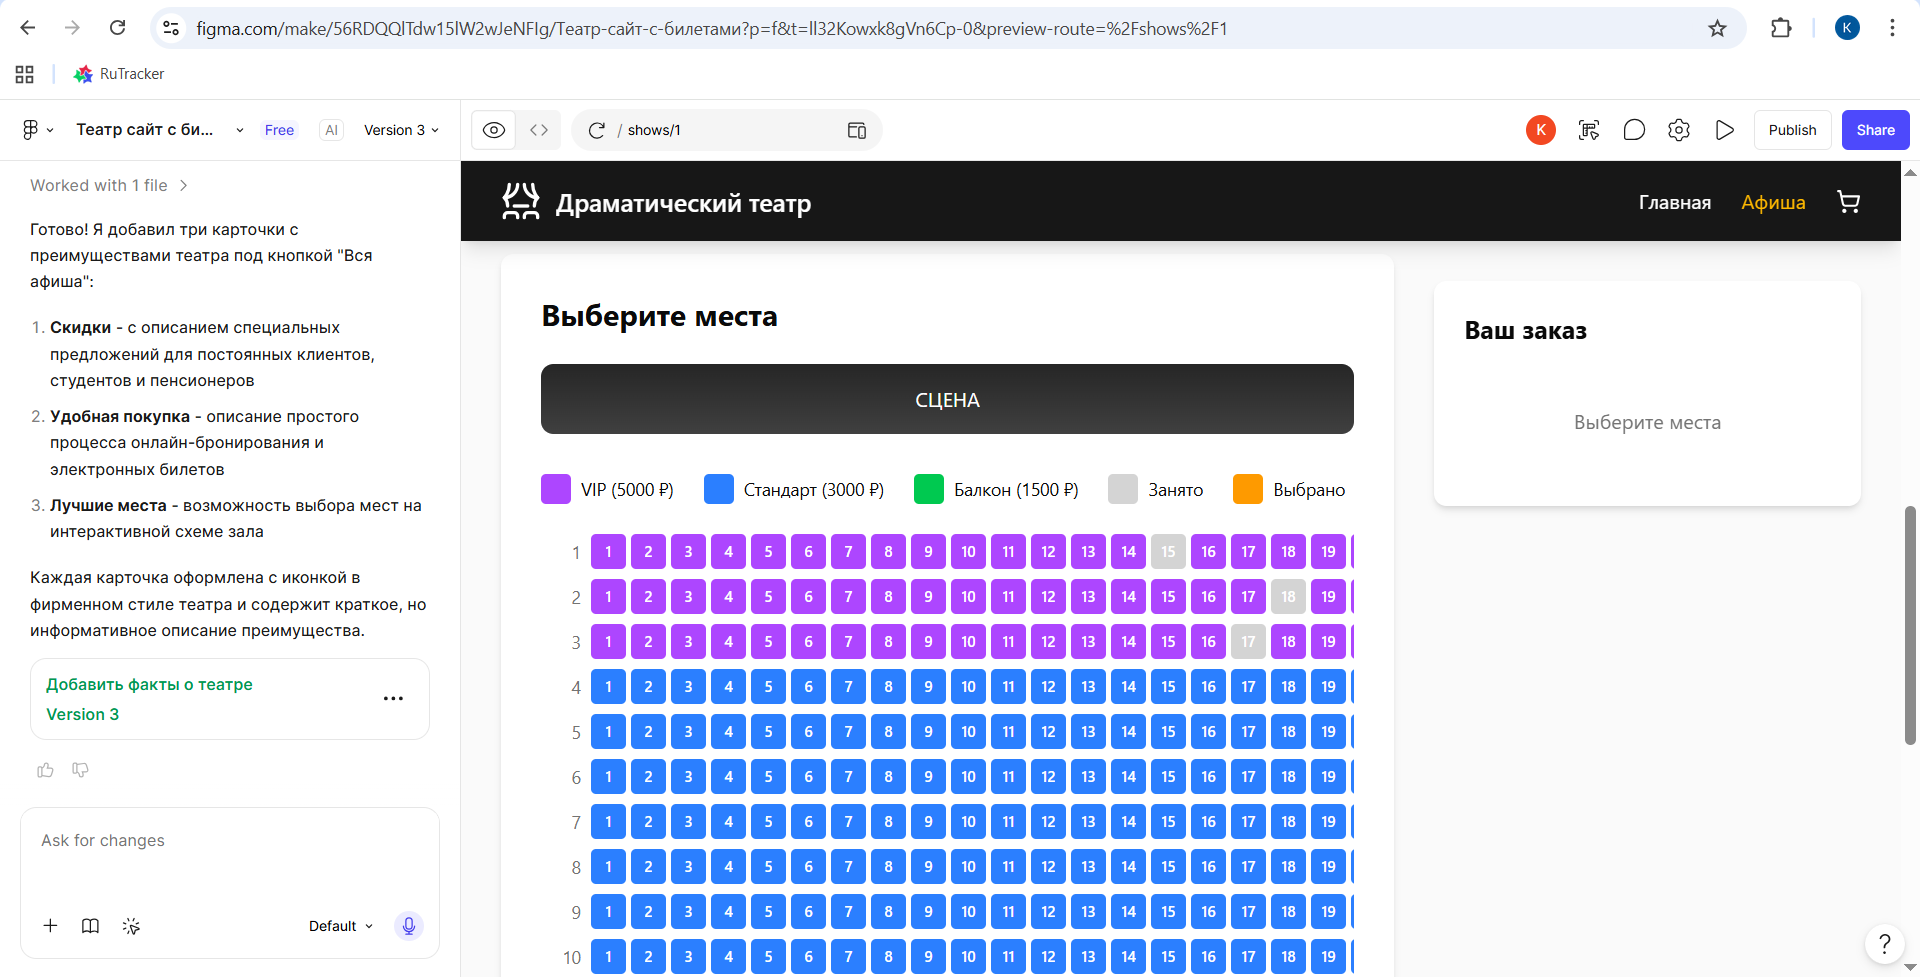 figma.com/make/56RDQQlTdw15lW2wJeNFIg/Театр-сайт-с-билетами?p=f&t=ll32Kowxk8gVn6Cp-0&preview-route=%2Fshows%2F1
K
RuTracker
Театр сайт с би...
Free
AI
Version 3
/ shows/1
K
Publish
Share
Worked with 1 file
Готово! Я добавил три карточки с
преимуществами театра под кнопкой "Вся
афиша":
1. Скидки - с описанием специальных
предложений для постоянных клиентов,
студентов и пенсионеров
2. Удобная покупка - описание простого
процесса онлайн-бронирования и
электронных билетов
3. Лучшие места - возможность выбора мест на
интерактивной схеме зала
Каждая карточка оформлена с иконкой в
фирменном стиле театра и содержит краткое, но
информативное описание преимущества.
Добавить факты о театре
Version 3
Ask for changes
Default
Драматический театр
Главная
Афиша
Выберите места
СЦЕНА
VIP (5000 ₽)
Стандарт (3000 ₽)
Балкон (1500 ₽)
Занято
Выбрано
1 1 2 3 4 5 6 7 8 9 10 11 12 13 14 15 16 17 18 19
2 1 2 3 4 5 6 7 8 9 10 11 12 13 14 15 16 17 18 19
3 1 2 3 4 5 6 7 8 9 10 11 12 13 14 15 16 17 18 19
4 1 2 3 4 5 6 7 8 9 10 11 12 13 14 15 16 17 18 19
5 1 2 3 4 5 6 7 8 9 10 11 12 13 14 15 16 17 18 19
6 1 2 3 4 5 6 7 8 9 10 11 12 13 14 15 16 17 18 19
7 1 2 3 4 5 6 7 8 9 10 11 12 13 14 15 16 17 18 19
8 1 2 3 4 5 6 7 8 9 10 11 12 13 14 15 16 17 18 19
9 1 2 3 4 5 6 7 8 9 10 11 12 13 14 15 16 17 18 19
10 1 2 3 4 5 6 7 8 9 10 11 12 13 14 15 16 17 18 19
Ваш заказ
Выберите места
?